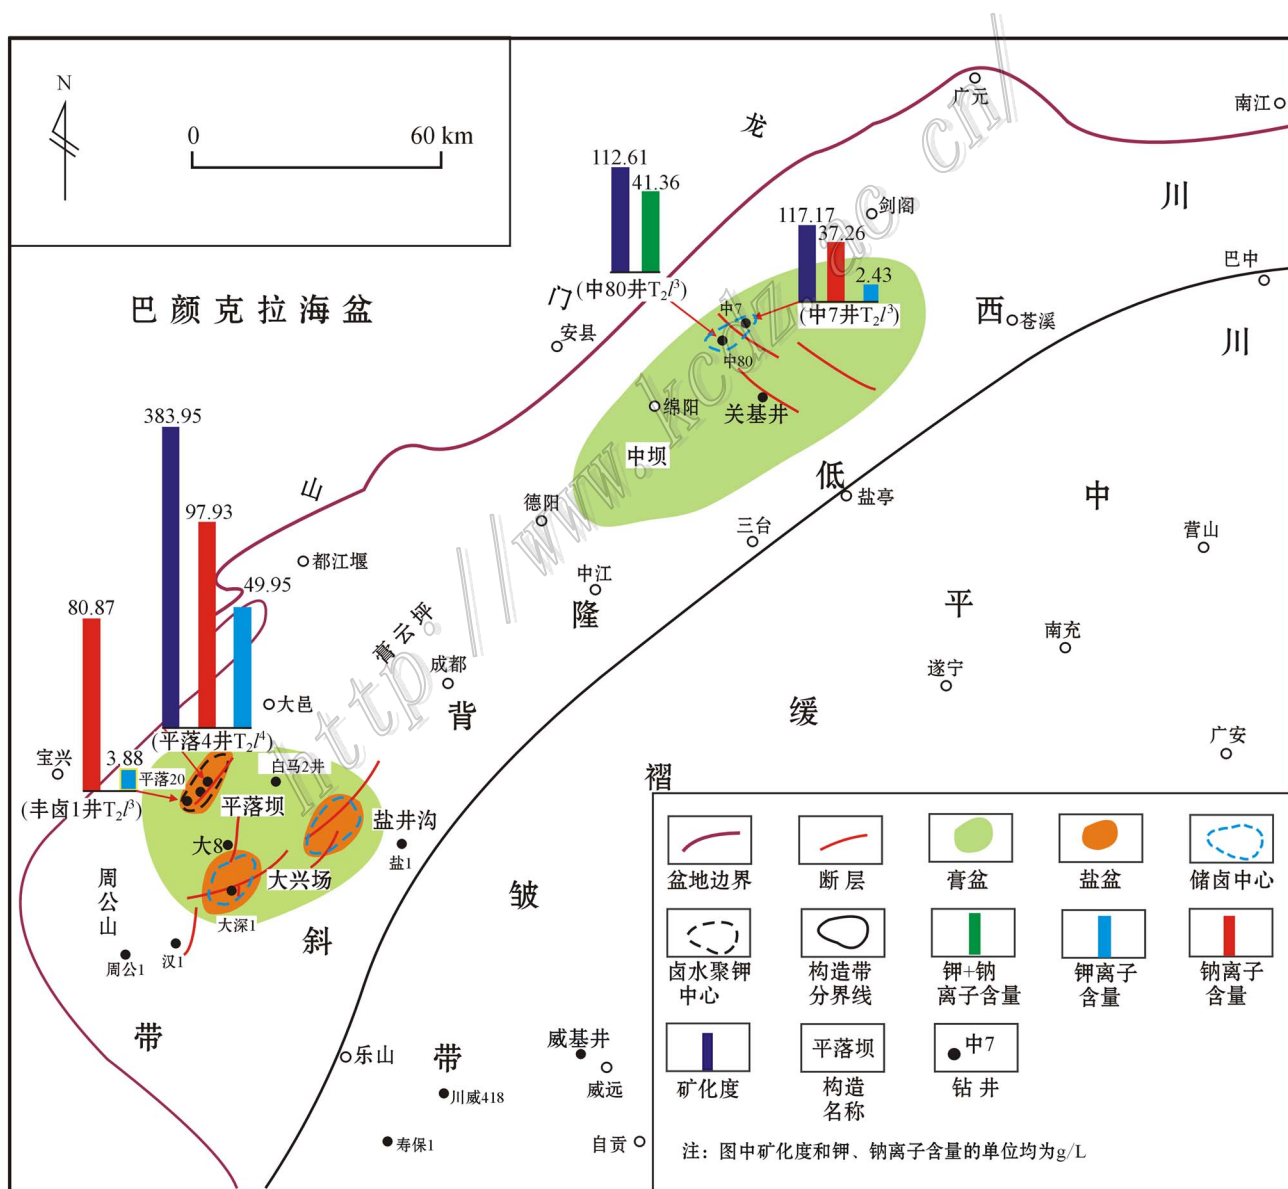 N
0
60 km
龙
广元
南江
川
112.61
41.36
117.17
37.26
2.43
剑阁
巴中
巴颜克拉海盆
门
(中80井T₂l³)
(中7井T₂l³)
西
苍溪
安县
中7
中80
川
绵阳
关基井
中坝
383.95
山
低
盐亭
中
德阳
三台
营山
97.93
都江堰
中江
49.95
80.87
隆
平
膏云坪
南充
成都
遂宁
大邑
背
缓
(平落4井T₂l⁴)
广安
宝兴
3.88
平落20
白马2井
褶
(丰卤1井T₂l³)
平落坝
盐井沟
大8
盐1
周公山
大兴场
皱
大深1
斜
汉1
周公1
带
乐山
带
威基井
威远
川威418
寿保1
自贡
盆地边界
断层
膏盆
盐盆
储卤中心
卤水聚钾
中心
构造带
分界线
钾+钠
离子含量
钾离子
含量
钠离子
含量
平落坝
中7
矿化度
构造
名称
钻井
注：图中矿化度和钾、钠离子含量的单位均为g/L
http://www.kcdz.ac.cn/